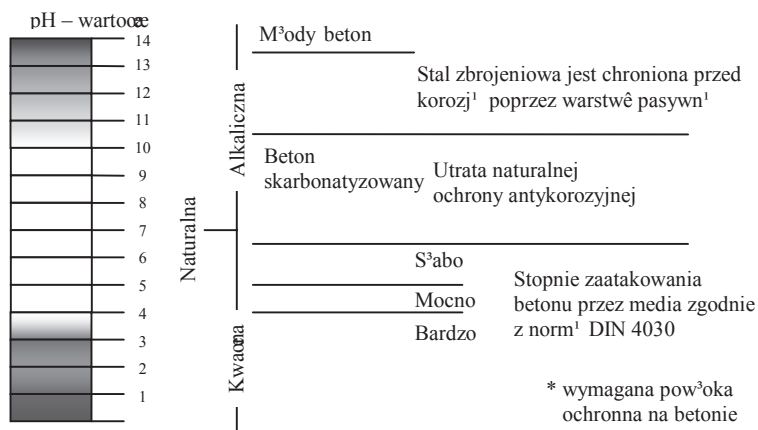 pH – wartoœæ
14
13
12
11
10
9
8
7
6
5
4
3
2
1
Alkaliczna
Naturalna
Kwaœna
M³ody beton
Stal zbrojeniowa jest chroniona przed
korozj¹ poprzez warstwê pasywn¹
Beton
skarbonatyzowany
Utrata naturalnej
ochrony antykorozyjnej
S³abo
Mocno
Bardzo
Stopnie zaatakowania
betonu przez media zgodnie
z norm¹ DIN 4030
* wymagana pow³oka
ochronna na betonie